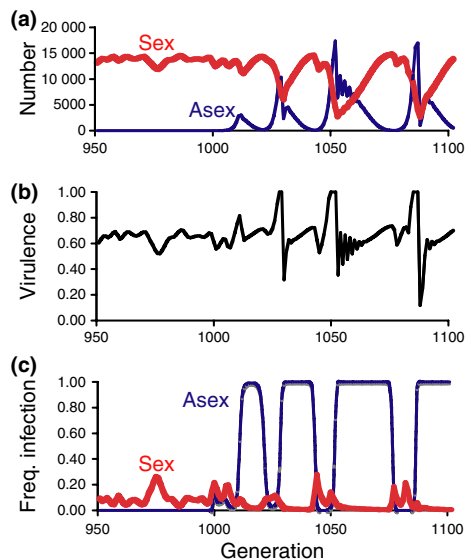 (a)
20 000
15 000
10 000
5000
0
Number
Sex
Asex
950
1000
1050
1100
(b)
1.00
0.80
0.60
0.40
0.20
0.00
Virulence
950
1000
1050
1100
(c)
1.00
0.80
0.60
0.40
0.20
0.00
Freq. infection
Asex
Sex
950
1000
1050
1100
Generation